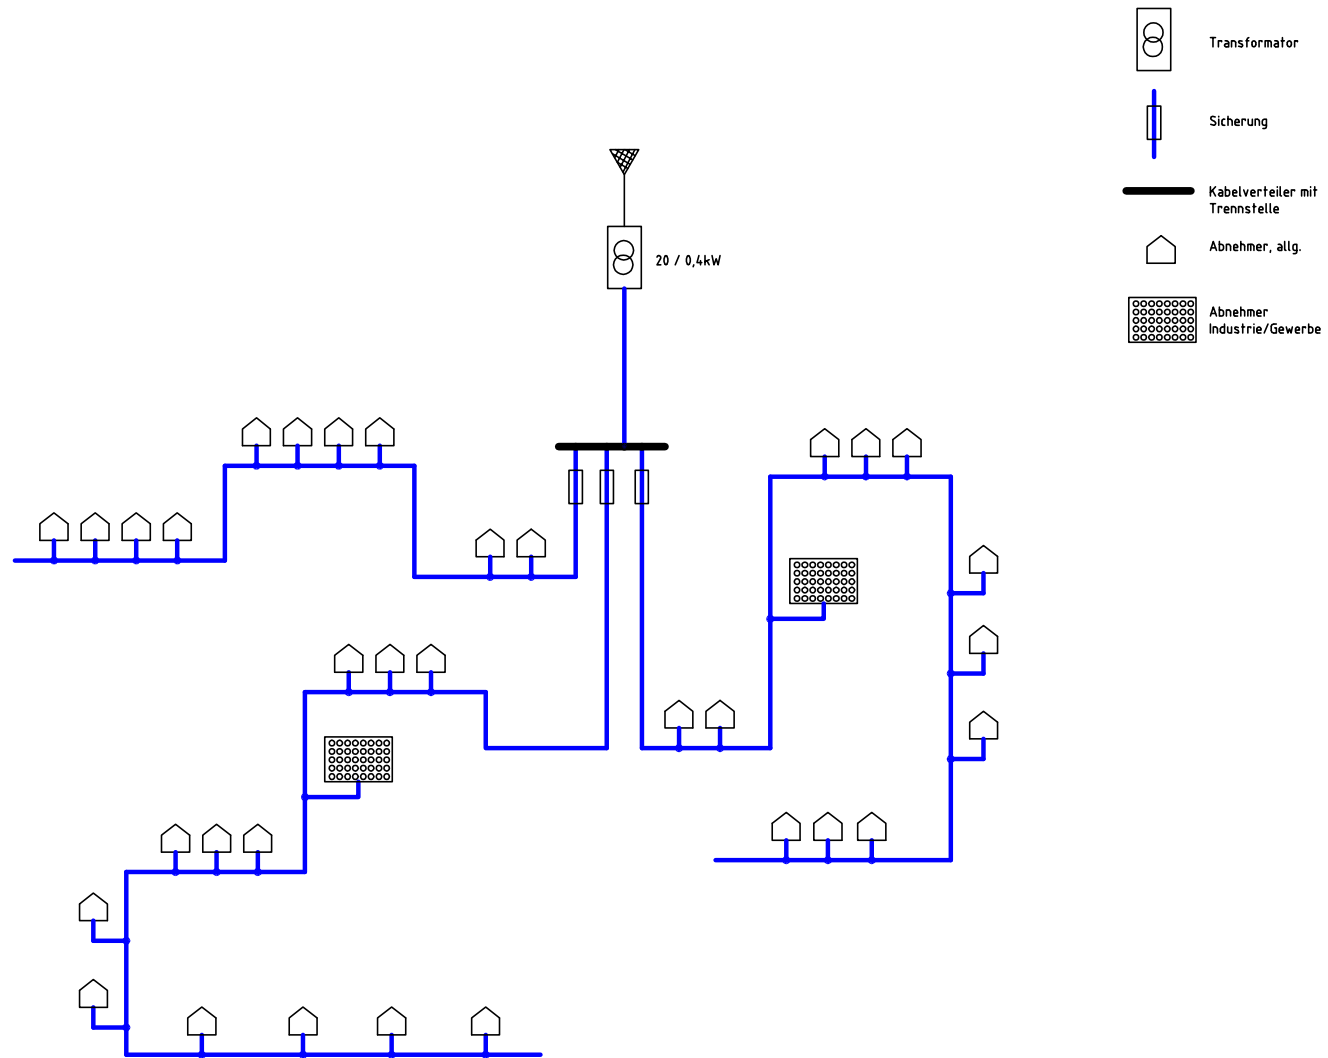 Transformator
Sicherung
Kabelverteiler mit
Trennstelle
Abnehmer, allg.
Abnehmer
Industrie/Gewerbe
20 / 0,4kW